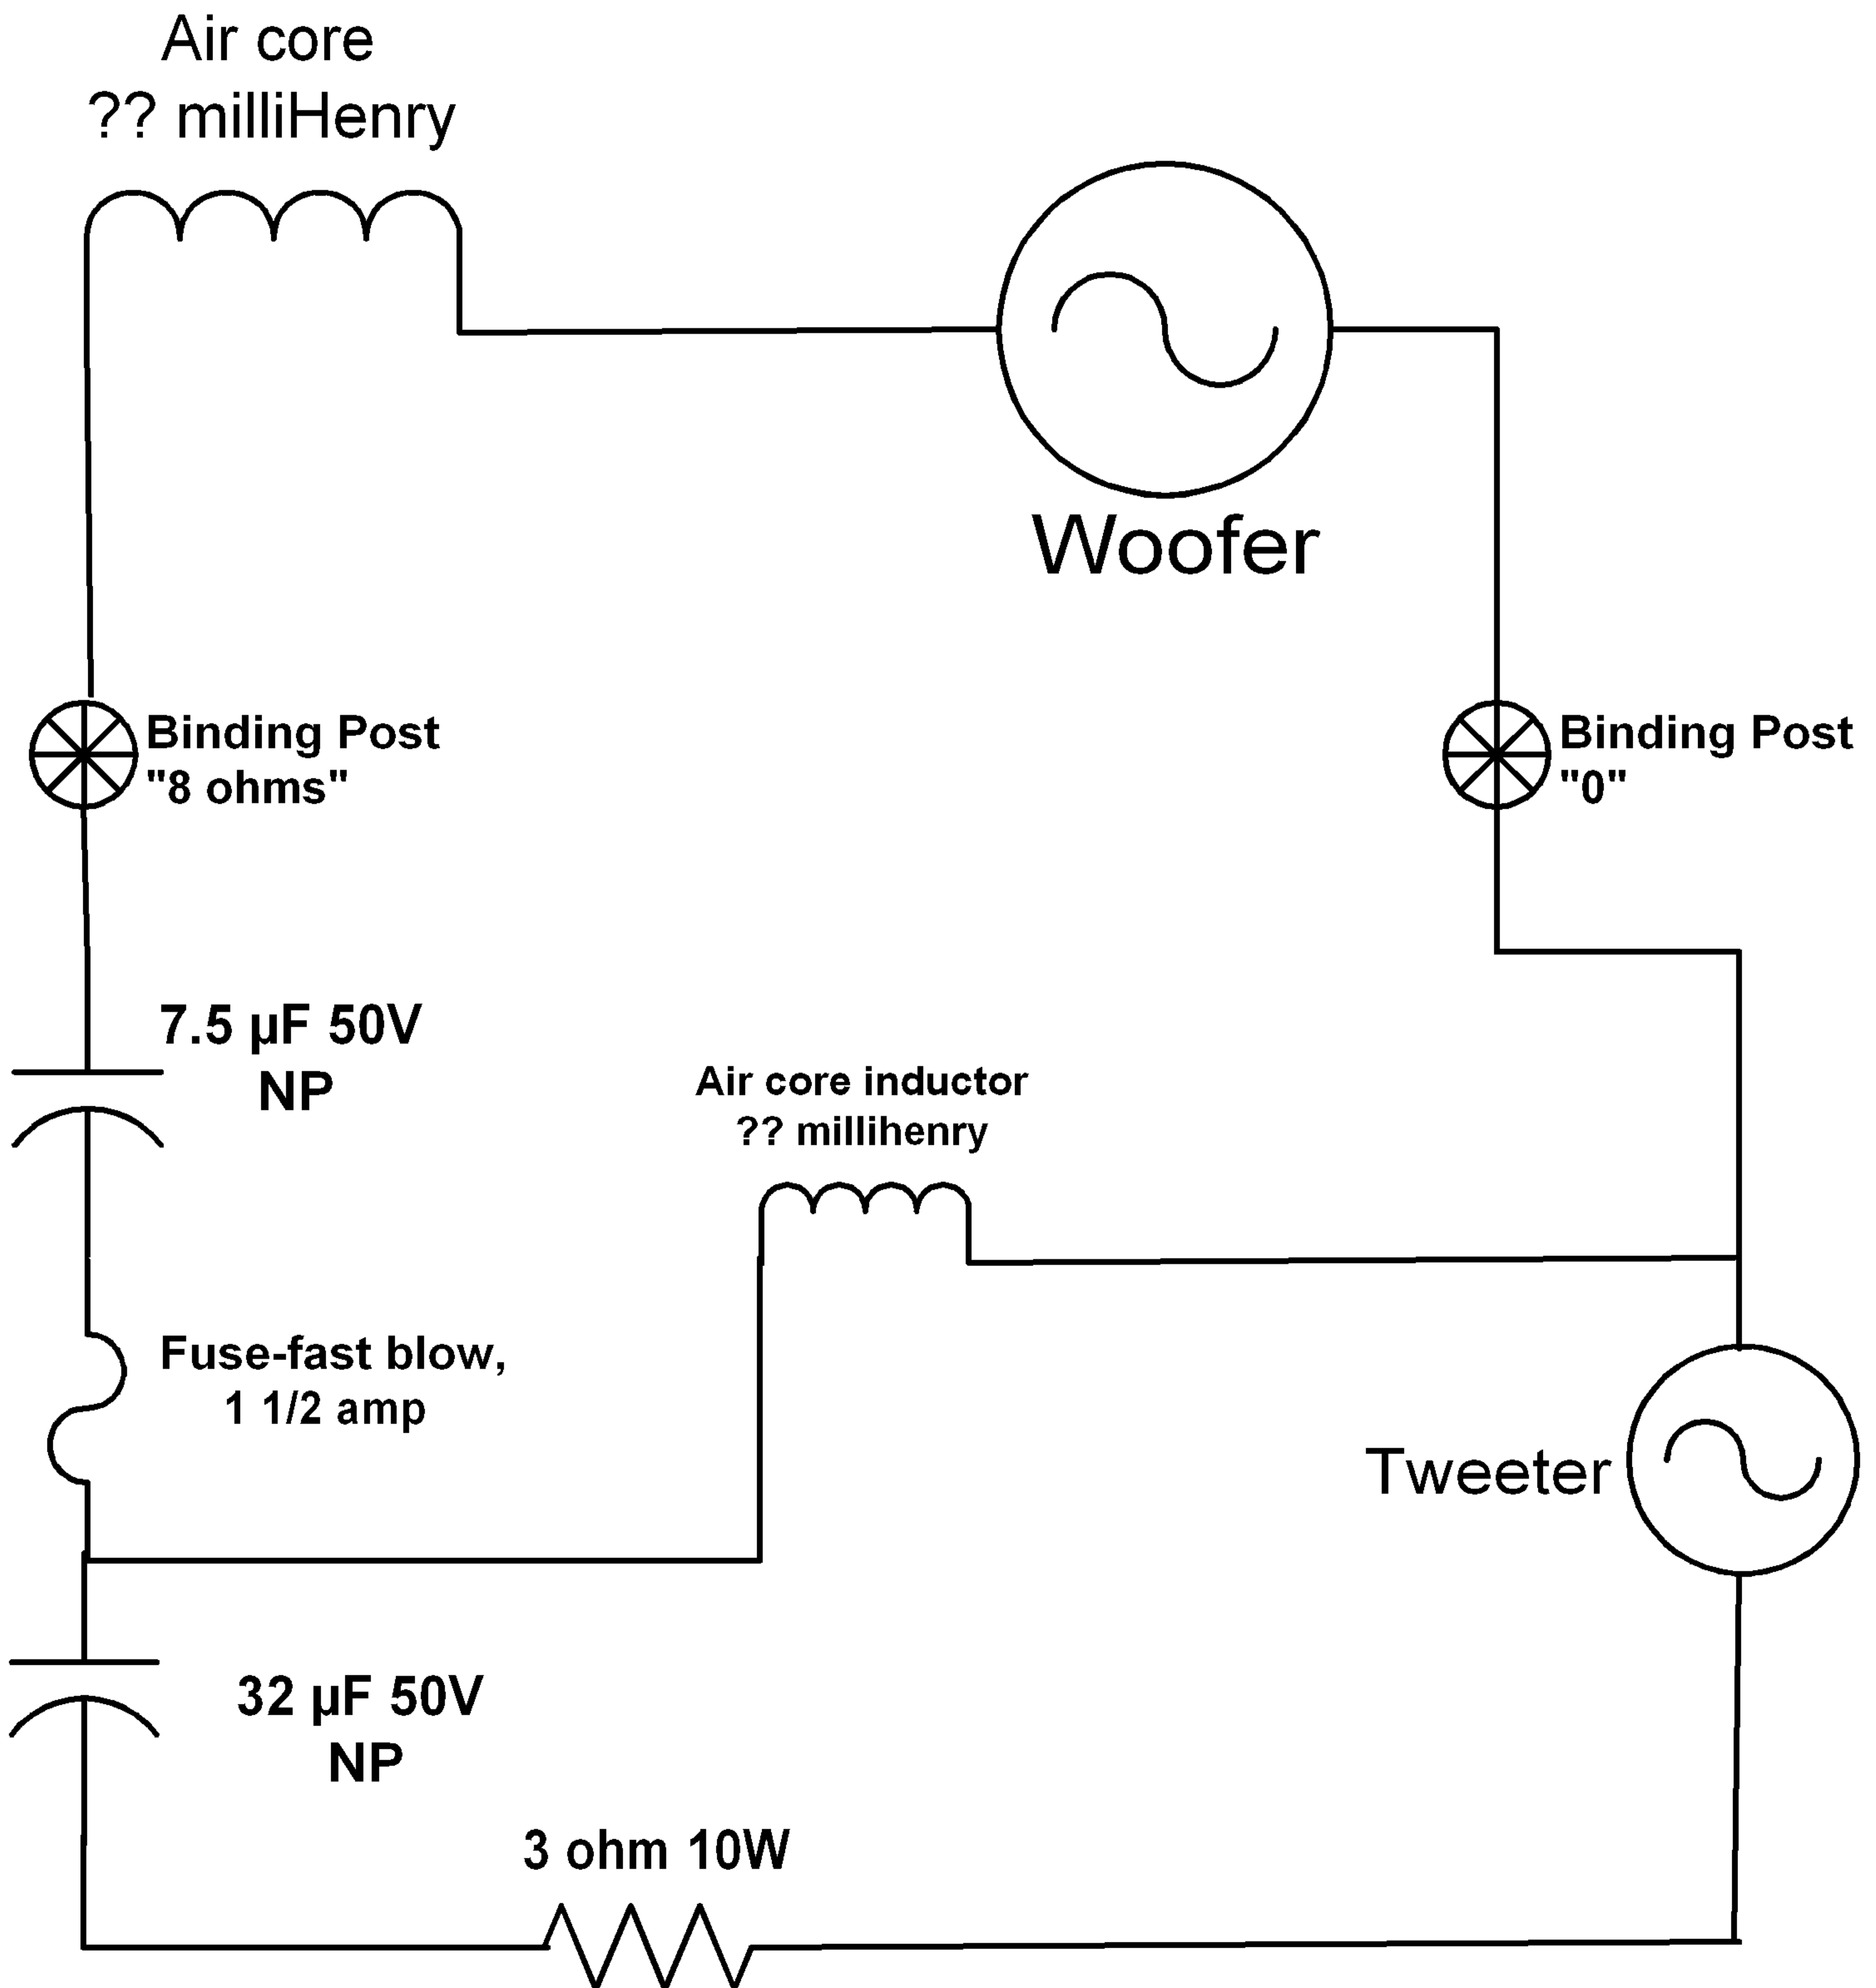 Air core
?? milliHenry
Woofer
Binding Post
"8 ohms"
Binding Post
"0"
7.5 µF 50V
NP
Air core inductor
?? millihenry
Fuse-fast blow,
1 1/2 amp
Tweeter
32 µF 50V
NP
3 ohm 10W